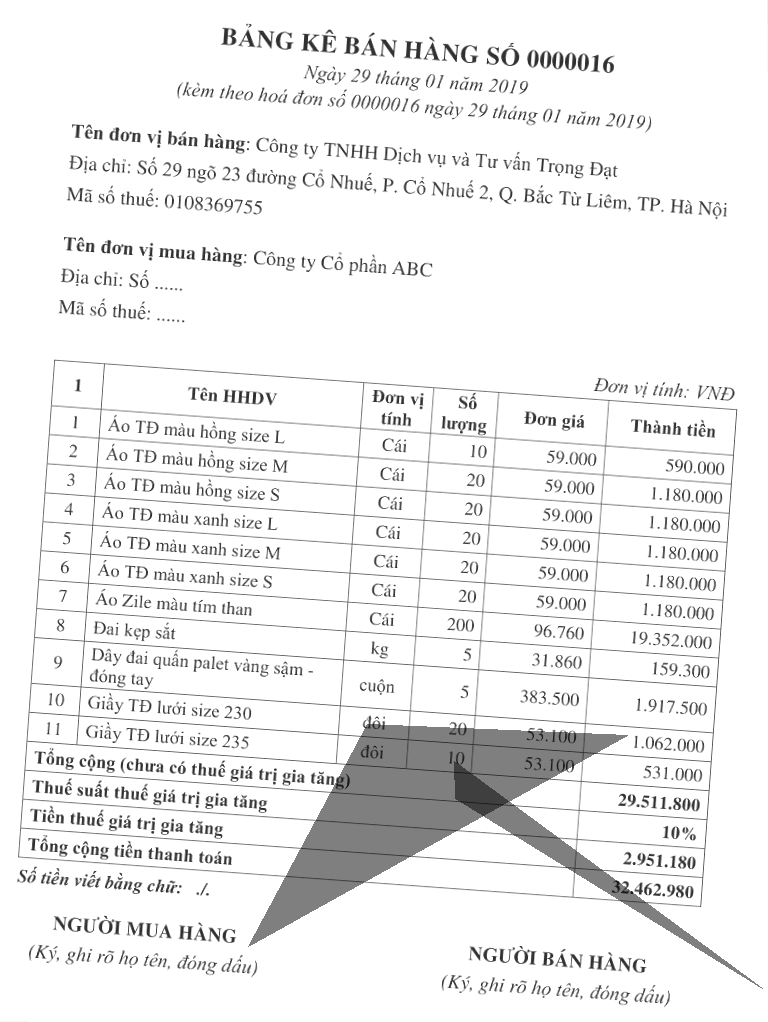 BẢNG KÊ BÁN HÀNG SỐ 0000016
Ngày 29 tháng 01 năm 2019
(kèm theo hoá đơn số 0000016 ngày 29 tháng 01 năm 2019)
Tên đơn vị bán hàng: Công ty TNHH Dịch vụ và Tư vấn Trọng Đạt
Địa chỉ: Số 29 ngõ 23 đường Cổ Nhuế, P. Cổ Nhuế 2, Q. Bắc Từ Liêm, TP. Hà Nội
Mã số thuế: 0108369755
Tên đơn vị mua hàng: Công ty Cổ phần ABC
Địa chỉ: Số ......
Mã số thuế: ......
Đơn vị tính: VNĐ
1 Tên HHDV Đơn vị tính Số lượng Đơn giá Thành tiền
1 Áo TĐ màu hồng size L Cái 10 59.000 590.000
2 Áo TĐ màu hồng size M Cái 20 59.000 1.180.000
3 Áo TĐ màu hồng size S Cái 20 59.000 1.180.000
4 Áo TĐ màu xanh size L Cái 20 59.000 1.180.000
5 Áo TĐ màu xanh size M Cái 20 59.000 1.180.000
6 Áo TĐ màu xanh size S Cái 20 59.000 1.180.000
7 Áo Zile màu tím than Cái 200 96.760 19.352.000
8 Đai kẹp sắt kg 5 31.860 159.300
9 Dây đai quấn palet vàng sậm - đóng tay cuộn 5 383.500 1.917.500
10 Giầy TĐ lưới size 230 đôi 20 53.100 1.062.000
11 Giầy TĐ lưới size 235 đôi 10 53.100 531.000
Tổng cộng (chưa có thuế giá trị gia tăng) 29.511.800
Thuế suất thuế giá trị gia tăng 10%
Tiền thuế giá trị gia tăng 2.951.180
Tổng cộng tiền thanh toán 32.462.980
Số tiền viết bằng chữ: ./.
NGƯỜI MUA HÀNG
(Ký, ghi rõ họ tên, đóng dấu)
NGƯỜI BÁN HÀNG
(Ký, ghi rõ họ tên, đóng dấu)